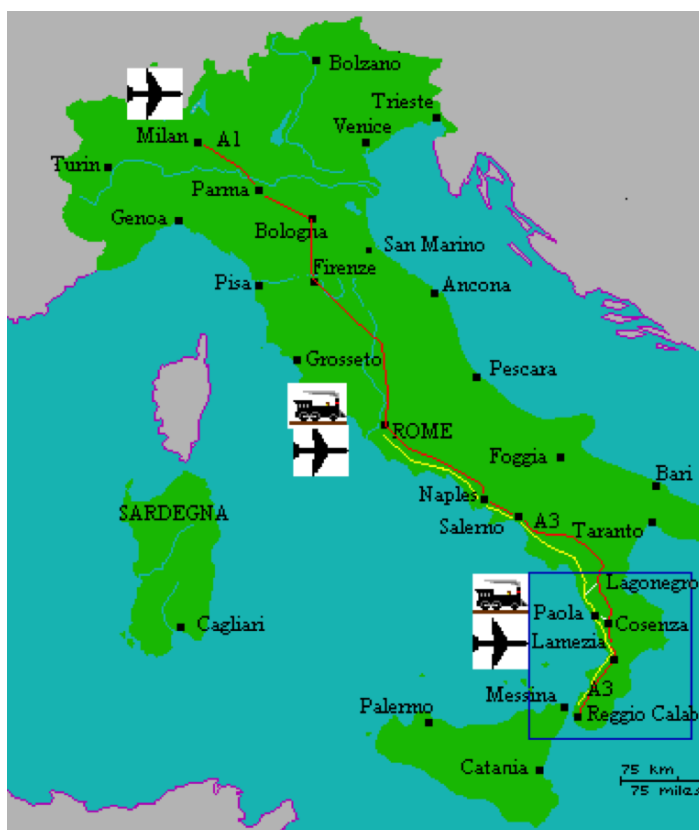 Bolzano
Trieste
Milan A1
Venice
Turin
Parma
Genoa
Bologna
San Marino
Firenze
Pisa
Ancona
Grosseto
Pescara
ROME
Foggia
Bari
Naples
SARDEGNA
Salerno A3
Taranto
Lagonegro
Paola
Cosenza
Cagliari
Lamezia
A3
Messina
Reggio Calab
Palermo
Catania
75 km
75 miles